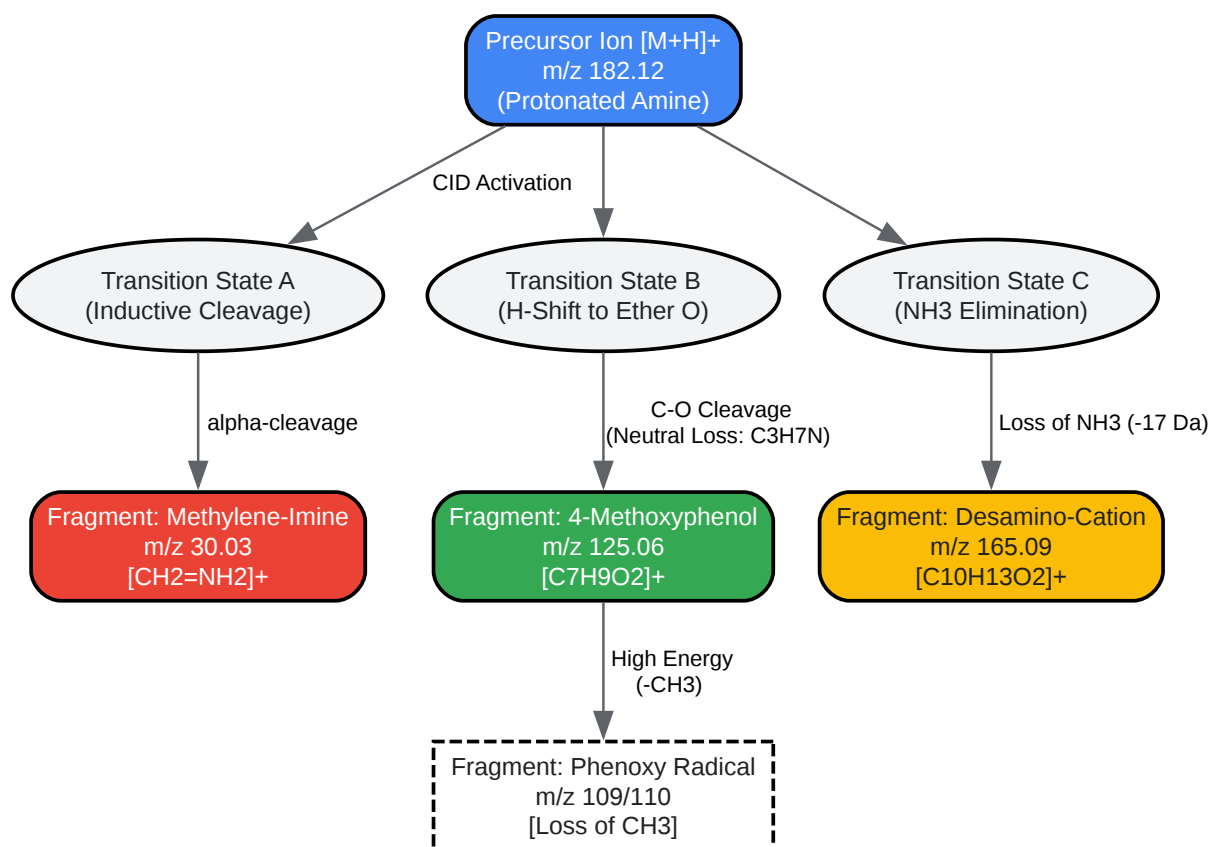 Precursor Ion [M+H]+
m/z 182.12
(Protonated Amine)
CID Activation
Transition State A
(Inductive Cleavage)
Transition State B
(H-Shift to Ether O)
Transition State C
(NH3 Elimination)
alpha-cleavage
C-O Cleavage
(Neutral Loss: C3H7N)
Loss of NH3 (-17 Da)
Fragment: Methylene-Imine
m/z 30.03
[CH2=NH2]+
Fragment: 4-Methoxyphenol
m/z 125.06
[C7H9O2]+
Fragment: Desamino-Cation
m/z 165.09
[C10H13O2]+
High Energy
(-CH3)
Fragment: Phenoxy Radical
m/z 109/110
[Loss of CH3]